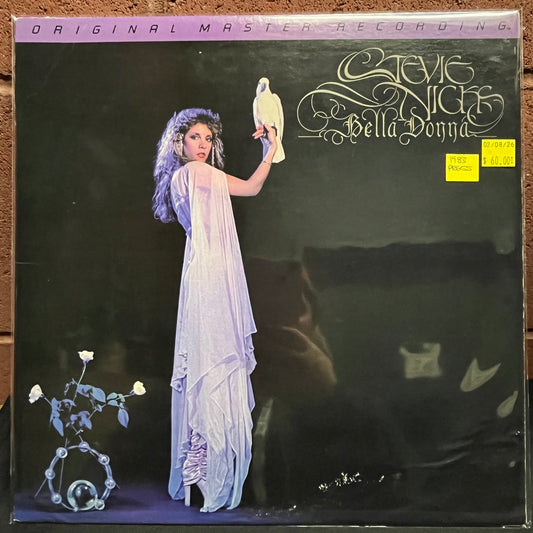 ORIGINAL MASTER RECORDING
STEVIE
NICKS
Bella Donna
02/08/26
$ 60.00
1983
PRESS